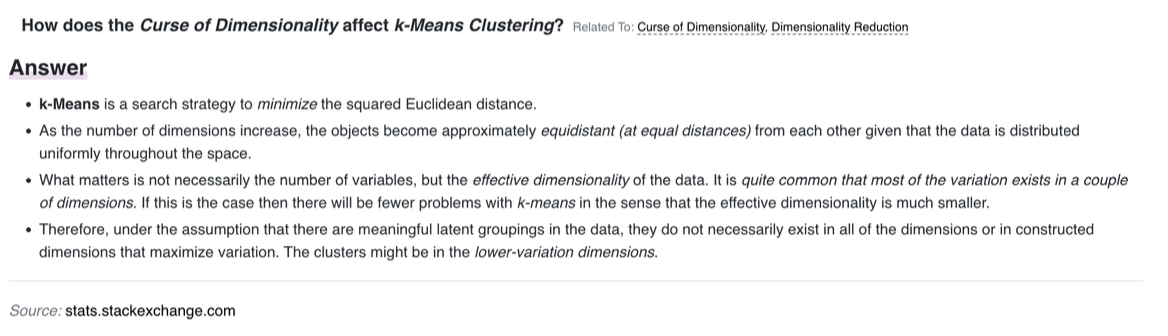 How does the Curse of Dimensionality affect k-Means Clustering? Related To: Curse of Dimensionality, Dimensionality Reduction
Answer
• k-Means is a search strategy to minimize the squared Euclidean distance.
• As the number of dimensions increase, the objects become approximately equidistant (at equal distances) from each other given that the data is distributed
uniformly throughout the space.
• What matters is not necessarily the number of variables, but the effective dimensionality of the data. It is quite common that most of the variation exists in a couple
of dimensions. If this is the case then there will be fewer problems with k-means in the sense that the effective dimensionality is much smaller.
• Therefore, under the assumption that there are meaningful latent groupings in the data, they do not necessarily exist in all of the dimensions or in constructed
dimensions that maximize variation. The clusters might be in the lower-variation dimensions.
Source: stats.stackexchange.com